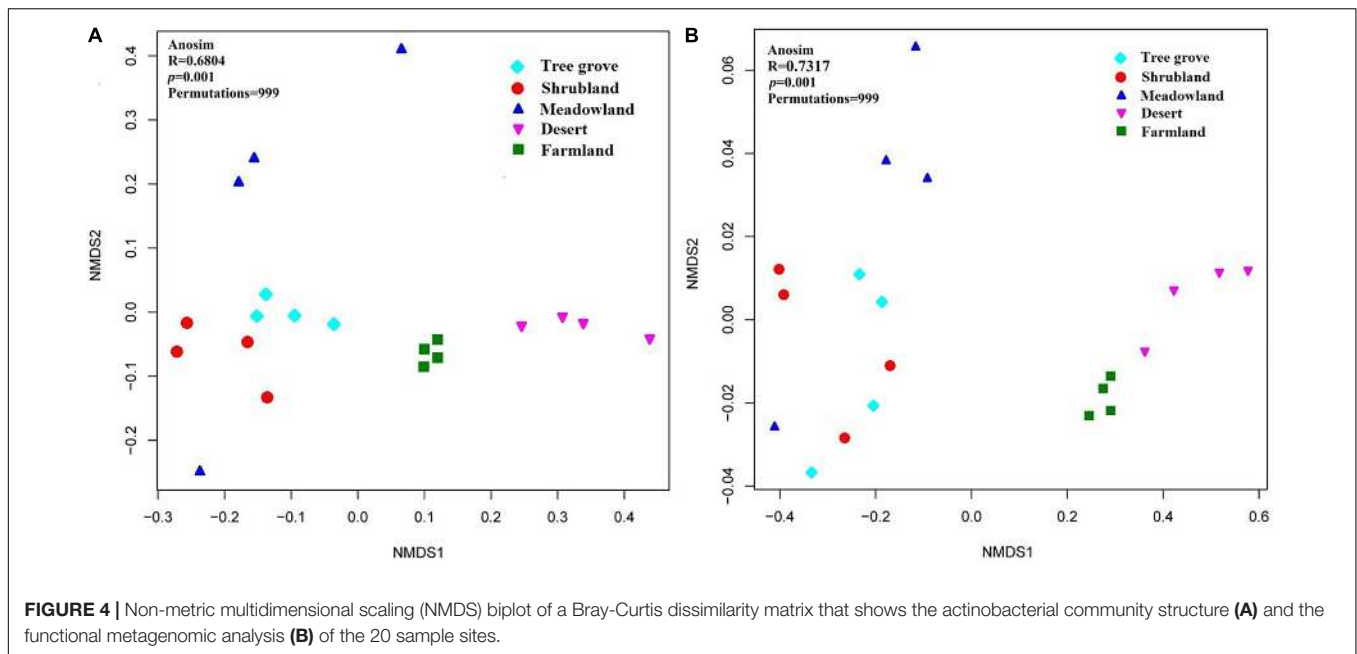 A
Anosim
R=0.6804
p=0.001
Permutations=999
Tree grove
Shrubland
Meadowland
Desert
Farmland
NMDS2
0.4
0.3
0.2
0.1
0.0
−0.1
−0.2
−0.3
−0.2
−0.1
0.0
0.1
0.2
0.3
0.4
NMDS1
B
Anosim
R=0.7317
p=0.001
Permutations=999
Tree grove
Shrubland
Meadowland
Desert
Farmland
NMDS2
0.06
0.04
0.02
0.00
−0.02
−0.04
−0.4
−0.2
0.0
0.2
0.4
0.6
NMDS1
FIGURE 4 | Non-metric multidimensional scaling (NMDS) biplot of a Bray-Curtis dissimilarity matrix that shows the actinobacterial community structure (A) and the
functional metagenomic analysis (B) of the 20 sample sites.